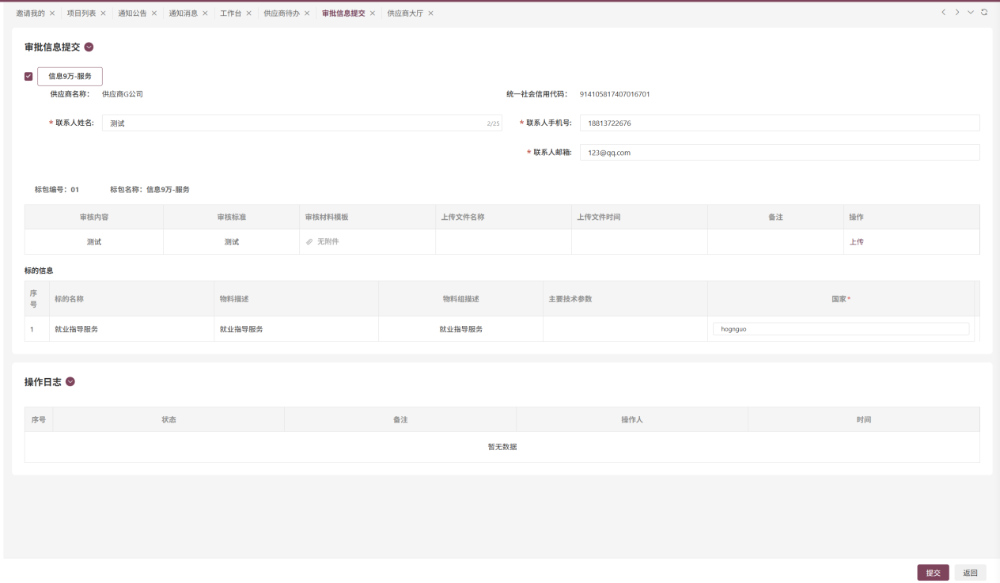 邀请我的 × 项目列表 × 通知公告 × 通知消息 × 工作台 × 供应商待办 × 审批信息提交 × 供应商大厅 ×
审批信息提交
信息9万-服务
供应商名称: 供应商G公司 统一社会信用代码: 914105817407016701
* 联系人姓名: 测试 2/25 * 联系人手机号: 18813722676
* 联系人邮箱: 123@qq.com
标包编号: 01 标包名称: 信息9万-服务
审核内容 审核标准 审核材料模板 上传文件名称 上传文件时间 备注 操作
测试 测试 无附件 上传
标的信息
序号 标的名称 物料描述 物料组描述 主要技术参数 国家 *
1 就业指导服务 就业指导服务 就业指导服务 hognguo
操作日志
序号 状态 备注 操作人 时间
暂无数据
提交 返回